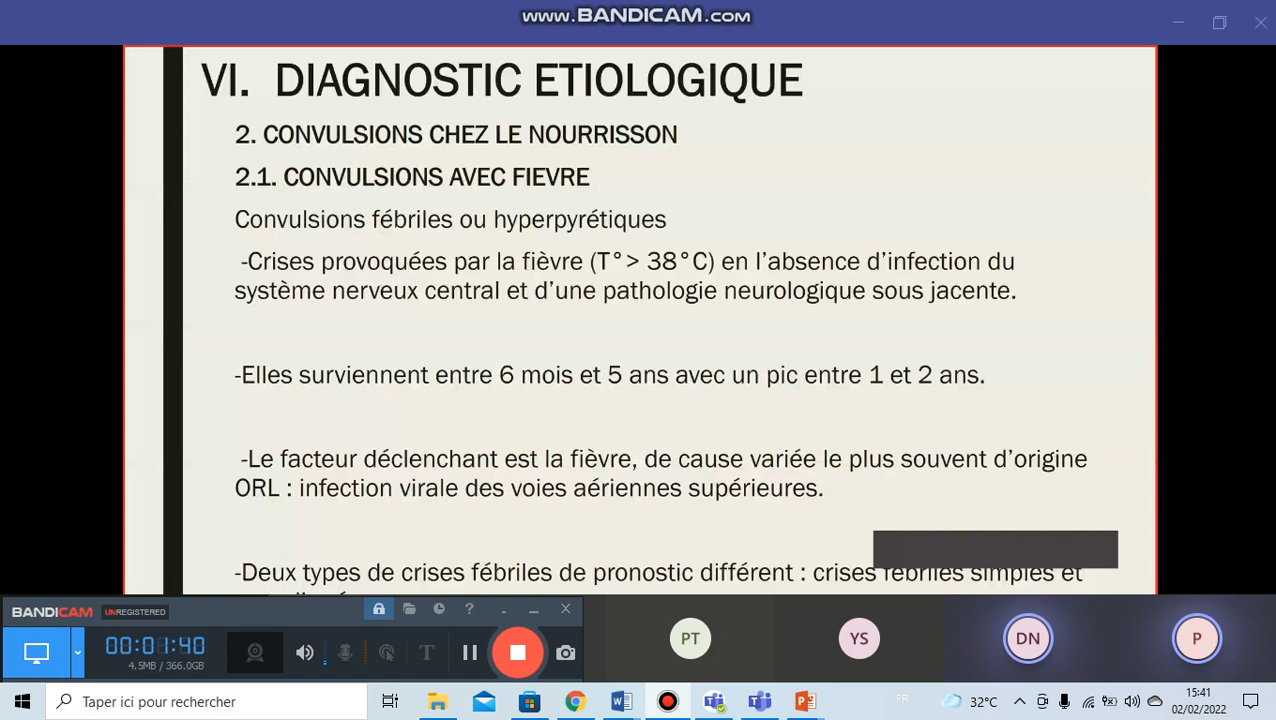 www.BANDICAM.com
VI. DIAGNOSTIC ETIOLOGIQUE
2. CONVULSIONS CHEZ LE NOURRISSON
2.1. CONVULSIONS AVEC FIEVRE
Convulsions fébriles ou hyperpyrétiques
-Crises provoquées par la fièvre (T°> 38°C) en l’absence d’infection du
système nerveux central et d’une pathologie neurologique sous jacente.
-Elles surviennent entre 6 mois et 5 ans avec un pic entre 1 et 2 ans.
-Le facteur déclenchant est la fièvre, de cause variée le plus souvent d’origine
ORL : infection virale des voies aériennes supérieures.
-Deux types de crises fébriles de pronostic différent : crises fébriles simples et
BANDICAM UNREGISTERED
00:01:40
4.5MB / 366.0GB
PT
YS
DN
P
Taper ici pour rechercher
FR
32°C
15:41
02/02/2022